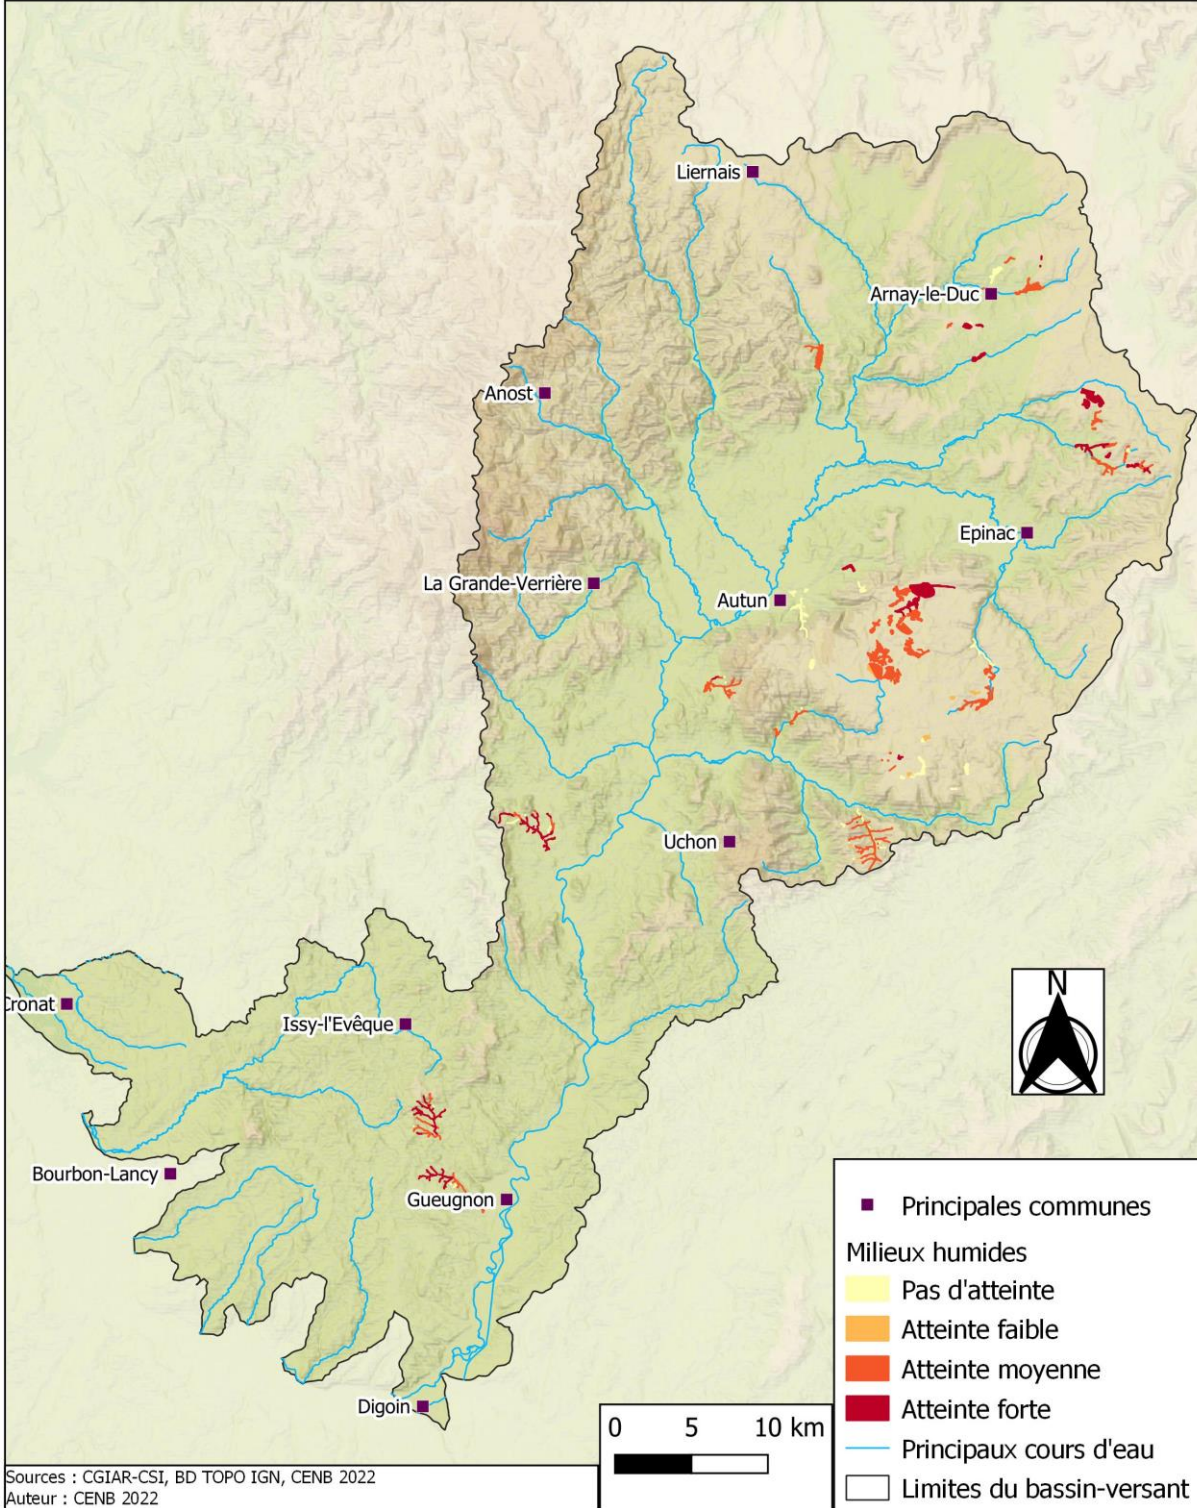 Liernais
Arnay-le-Duc
Anost
Epinac
La Grande-Verrière
Autun
Uchon
Cronat
Issy-l'Evêque
N
Bourbon-Lancy
Gueugnon
Digoin
Principales communes
Milieux humides
Pas d'atteinte
Atteinte faible
Atteinte moyenne
Atteinte forte
Principaux cours d'eau
Limites du bassin-versant
0 5 10 km
Sources : CGIAR-CSI, BD TOPO IGN, CENB 2022
Auteur : CENB 2022